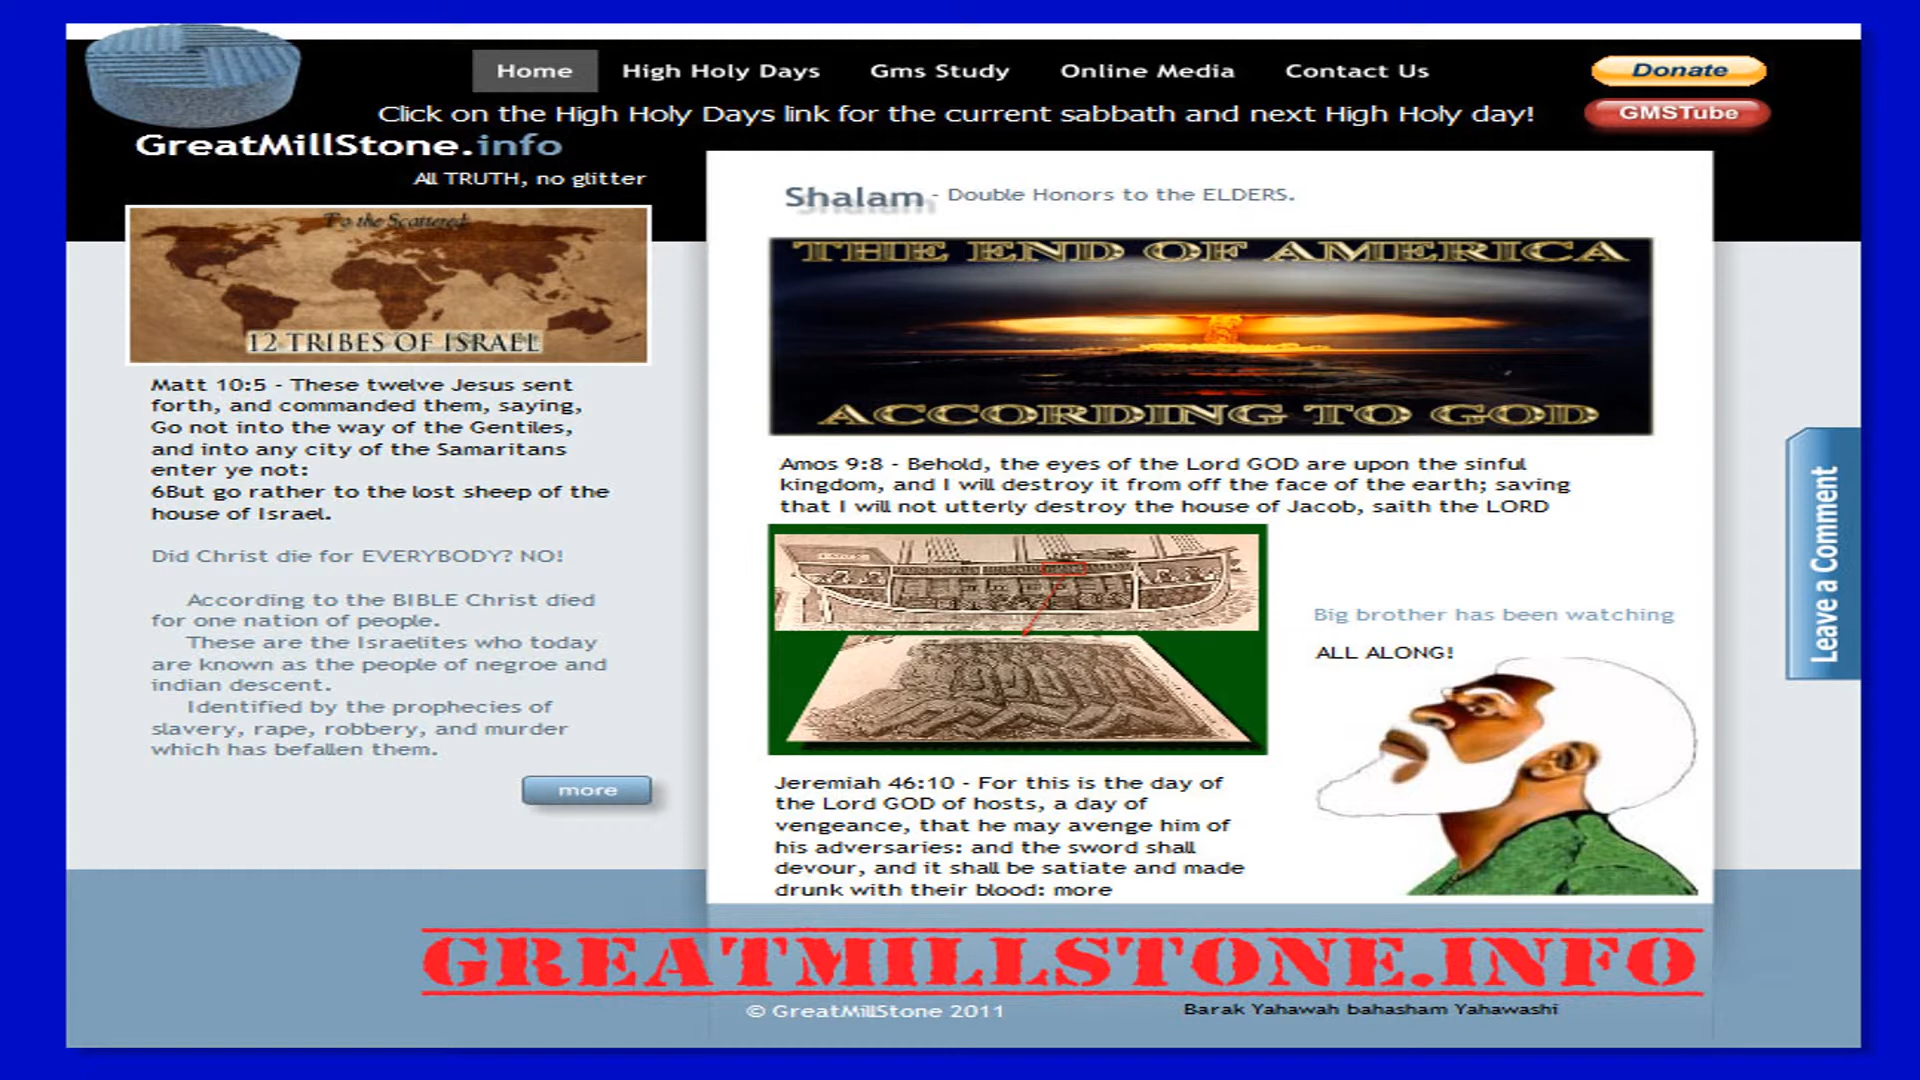 Home
High Holy Days
Gms Study
Online Media
Contact Us
Donate
Click on the High Holy Days link for the current sabbath and next High Holy day!
GMSTube
GreatMillStone.info
All TRUTH, no glitter
To the Scattered
12 TRIBES OF ISRAEL
Matt 10:5 - These twelve Jesus sent
forth, and commanded them, saying,
Go not into the way of the Gentiles,
and into any city of the Samaritans
enter ye not:
6But go rather to the lost sheep of the
house of Israel.
Did Christ die for EVERYBODY? NO!
According to the BIBLE Christ died
for one nation of people.
These are the Israelites who today
are known as the people of negroe and
indian descent.
Identified by the prophecies of
slavery, rape, robbery, and murder
which has befallen them.
more
Shalam - Double Honors to the ELDERS.
THE END OF AMERICA
ACCORDING TO GOD
Amos 9:8 - Behold, the eyes of the Lord GOD are upon the sinful
kingdom, and I will destroy it from off the face of the earth; saving
that I will not utterly destroy the house of Jacob, saith the LORD
Big brother has been watching
ALL ALONG!
Jeremiah 46:10 - For this is the day of
the Lord GOD of hosts, a day of
vengeance, that he may avenge him of
his adversaries: and the sword shall
devour, and it shall be satiate and made
drunk with their blood: more
Leave a Comment
GREATMILLSTONE.INFO
© GreatMillStone 2011
Barak Yahawah bahasham Yahawashi